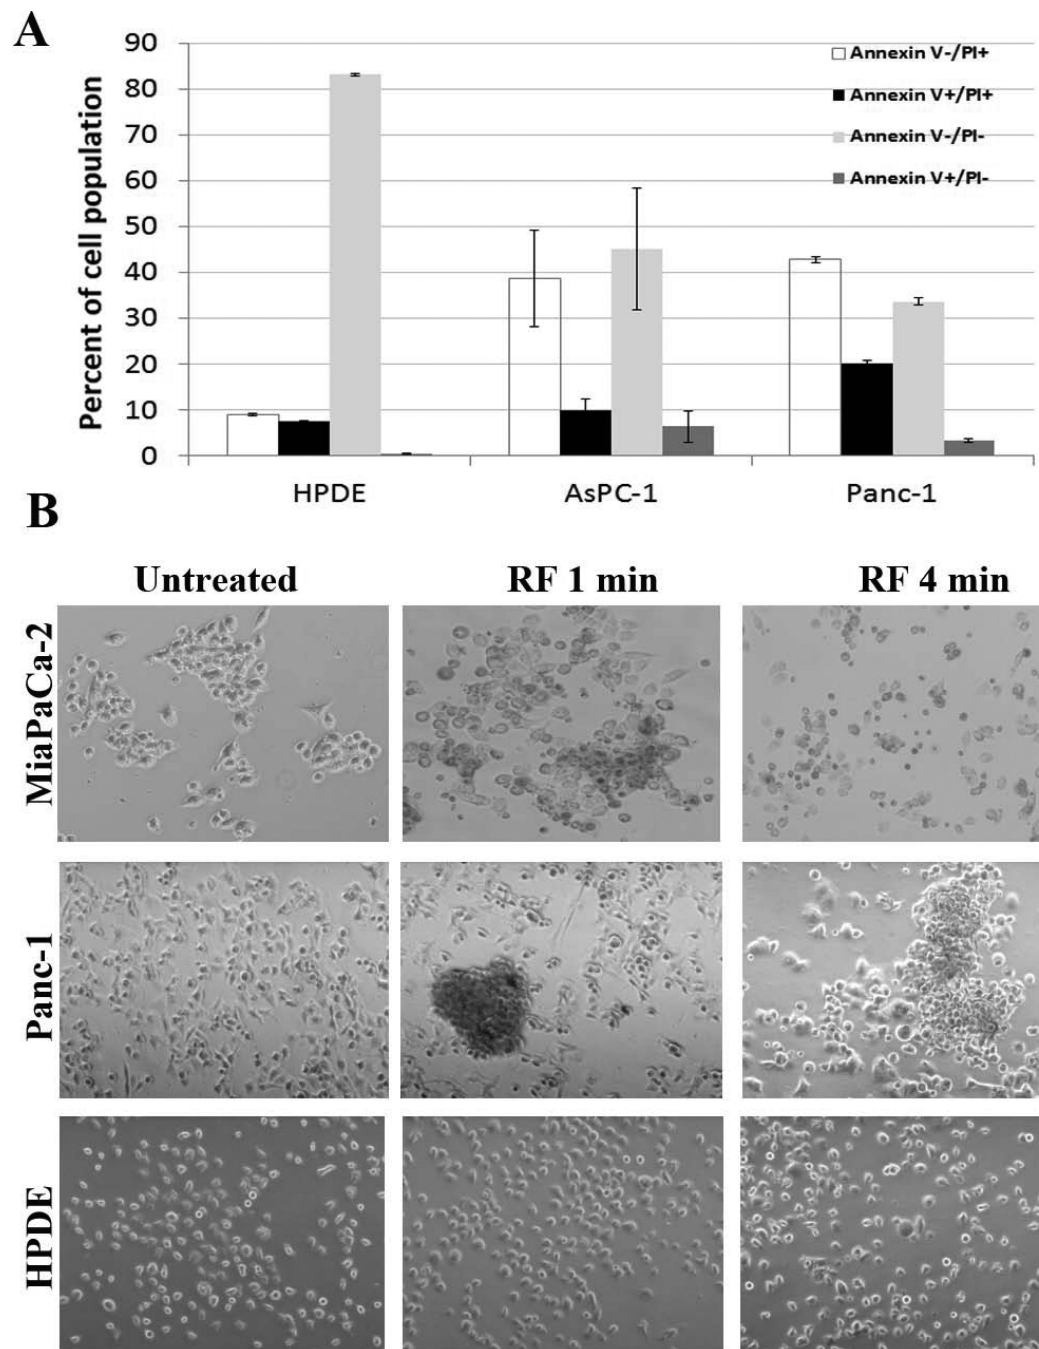 A
90
80
70
60
50
40
30
20
10
0
Percent of cell population
Annexin V-/PI+
Annexin V+/PI+
Annexin V-/PI-
Annexin V+/PI-
HPDE
AsPC-1
Panc-1
B
Untreated
RF 1 min
RF 4 min
MiaPaCa-2
Panc-1
HPDE